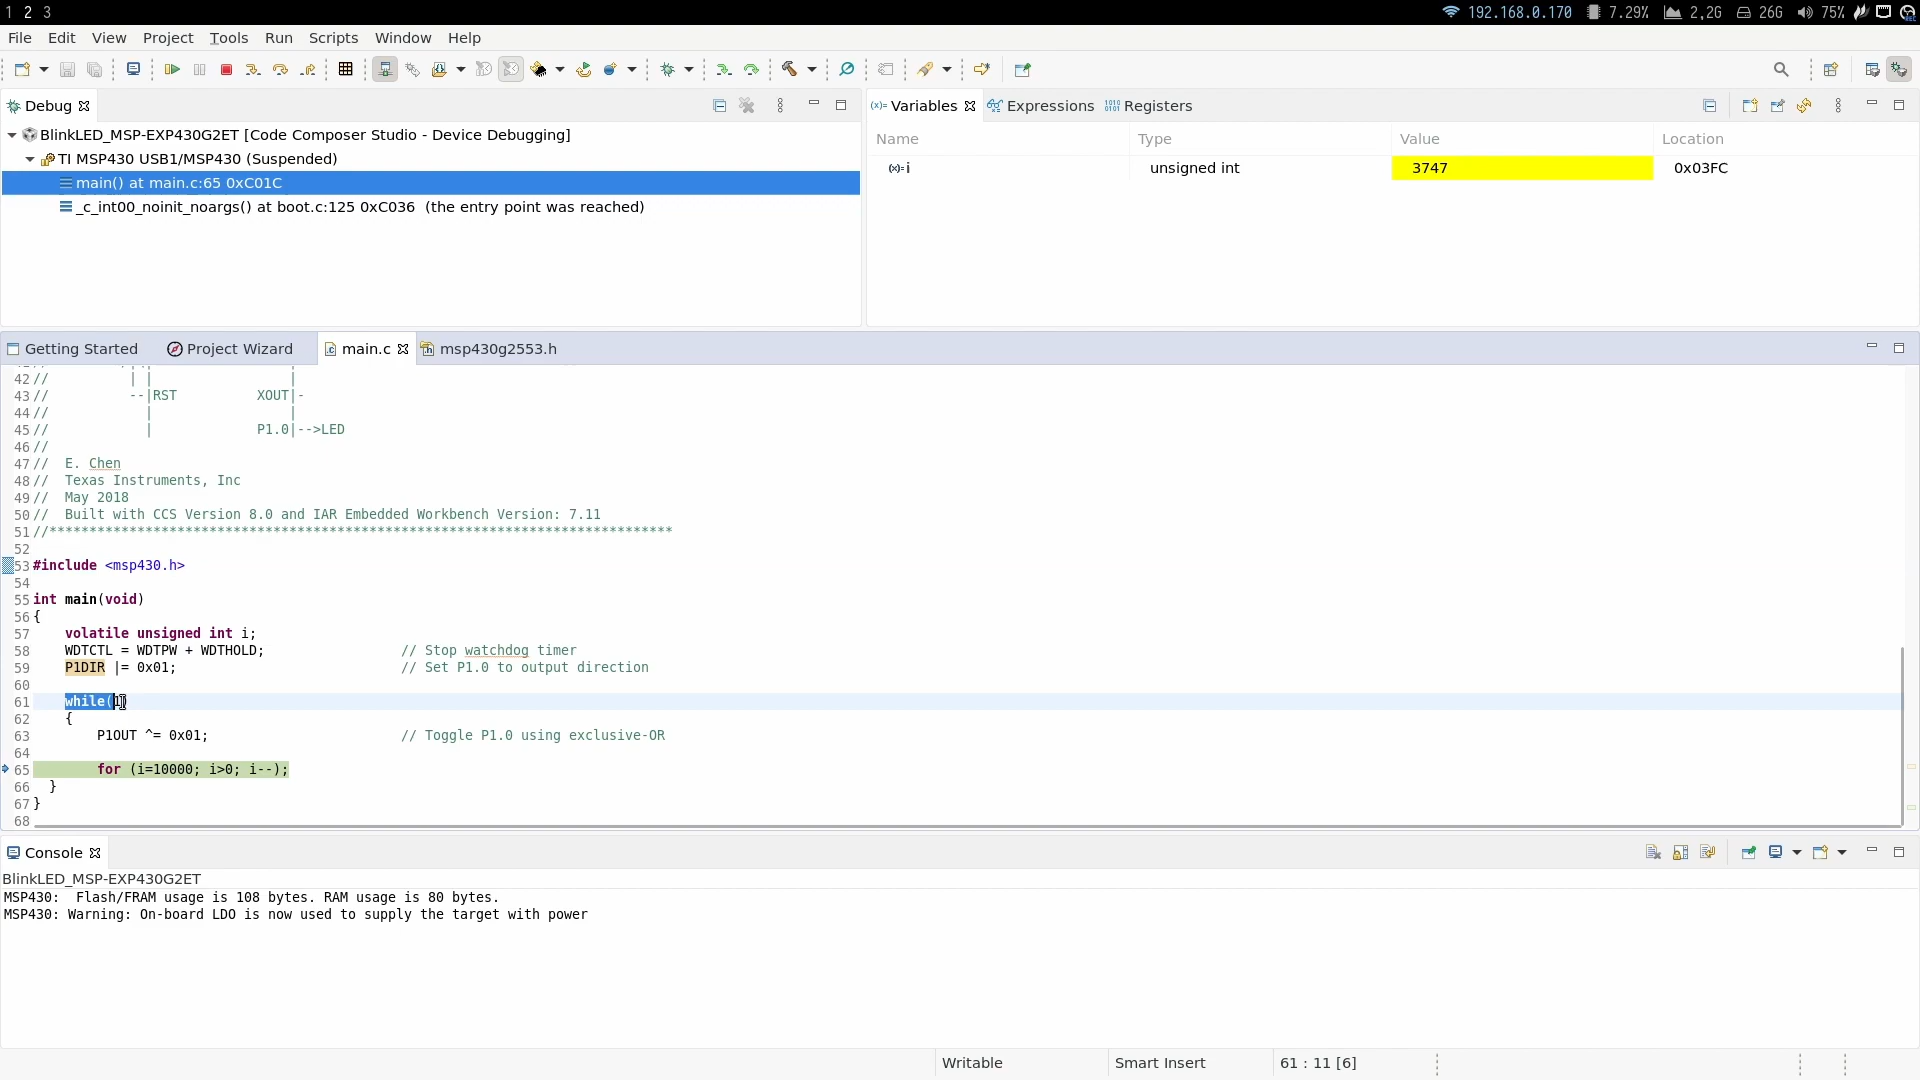 1 2 3 192.168.0.170 7.29% 2,2G 26G 75%
File Edit View Project Tools Run Scripts Window Help
Debug
Variables Expressions Registers
BlinkLED_MSP-EXP430G2ET [Code Composer Studio - Device Debugging]
TI MSP430 USB1/MSP430 (Suspended)
main() at main.c:65 0xC01C
_c_int00_noinit_noargs() at boot.c:125 0xC036 (the entry point was reached)
Name Type Value Location
(x)= i unsigned int 3747 0x03FC
Getting Started Project Wizard main.c msp430g2553.h
42 // | | |
43 // --|RST XOUT|-
44 // | |
45 // | P1.0|-->LED
46 //
47 // E. Chen
48 // Texas Instruments, Inc
49 // May 2018
50 // Built with CCS Version 8.0 and IAR Embedded Workbench Version: 7.11
51 //******************************************************************************
52
53 #include <msp430.h>
54
55 int main(void)
56 {
57 volatile unsigned int i;
58 WDTCTL = WDTPW + WDTHOLD; // Stop watchdog timer
59 P1DIR |= 0x01; // Set P1.0 to output direction
60
61 while(1)
62 {
63 P1OUT ^= 0x01; // Toggle P1.0 using exclusive-OR
64
65 for (i=10000; i>0; i--);
66 }
67 }
68
Console
BlinkLED_MSP-EXP430G2ET
MSP430: Flash/FRAM usage is 108 bytes. RAM usage is 80 bytes.
MSP430: Warning: On-board LDO is now used to supply the target with power
Writable Smart Insert 61 : 11 [6]